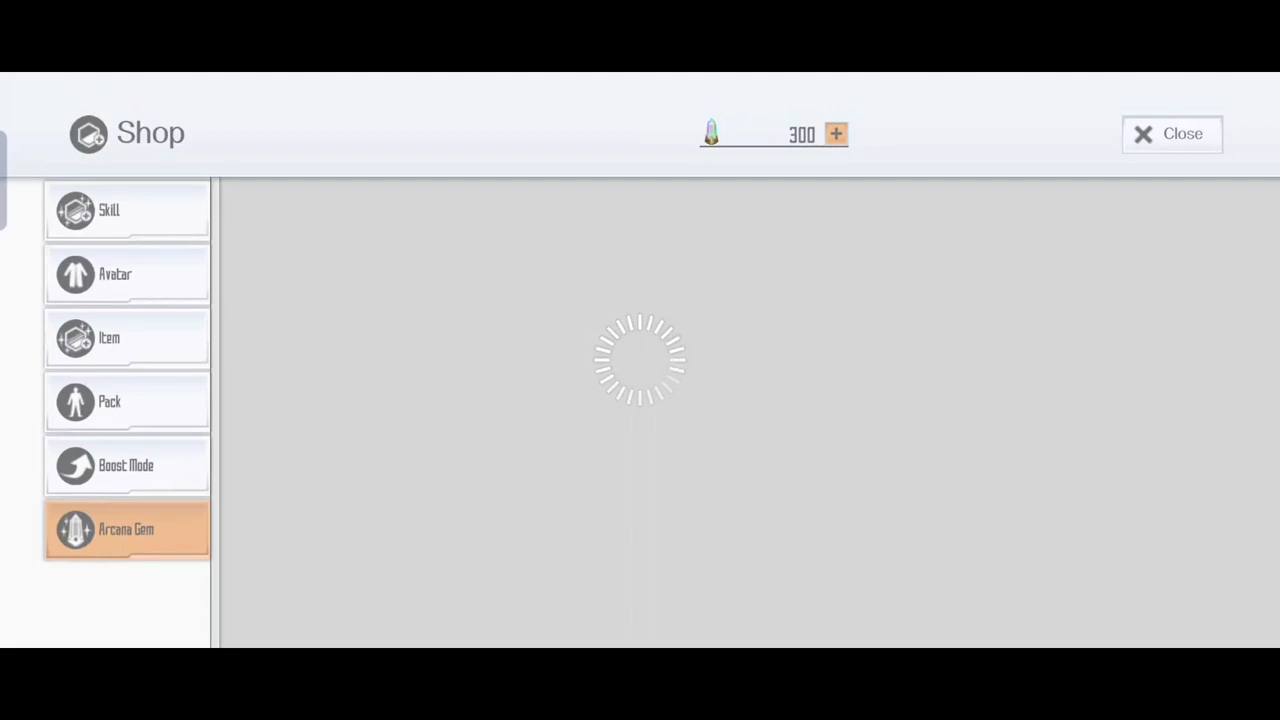 Shop
300
Close
Skill
Avatar
Item
Pack
Boost Mode
Arcana Gem